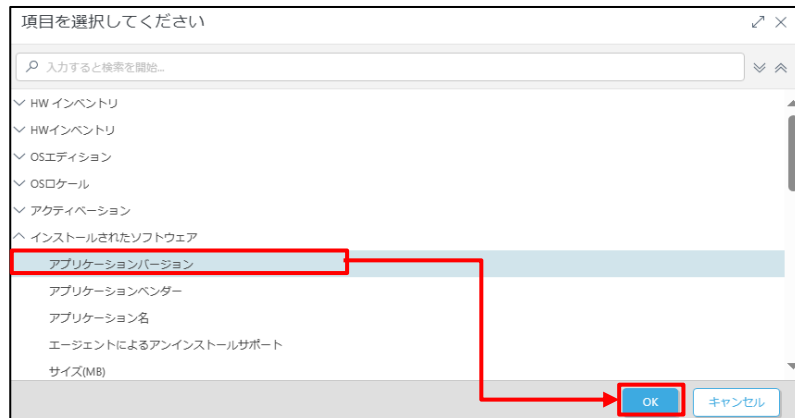 項目を選択してください
入力すると検索を開始...
HW インベントリ
HWインベントリ
OSエディション
OSロケール
アクティベーション
インストールされたソフトウェア
アプリケーションバージョン
アプリケーションベンダー
アプリケーション名
エージェントによるアンインストールサポート
サイズ(MB)
OK
キャンセル